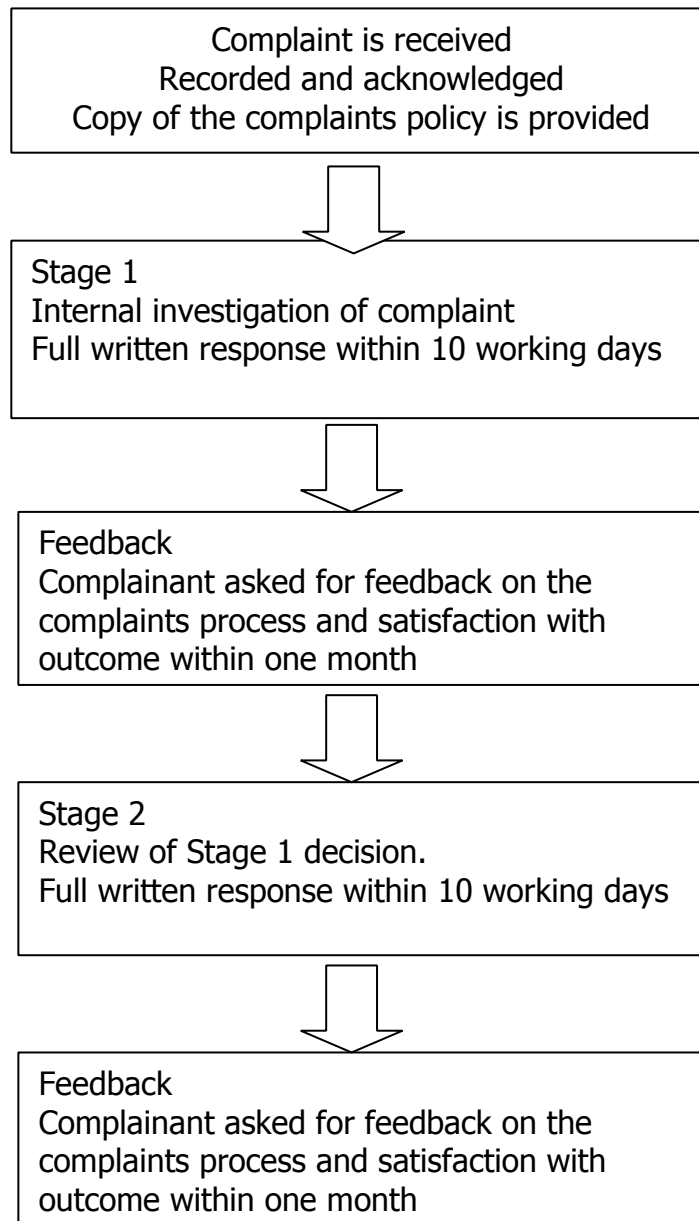 Complaint is received
Recorded and acknowledged
Copy of the complaints policy is provided
Stage 1
Internal investigation of complaint
Full written response within 10 working days
Feedback
Complainant asked for feedback on the
complaints process and satisfaction with
outcome within one month
Stage 2
Review of Stage 1 decision.
Full written response within 10 working days
Feedback
Complainant asked for feedback on the
complaints process and satisfaction with
outcome within one month